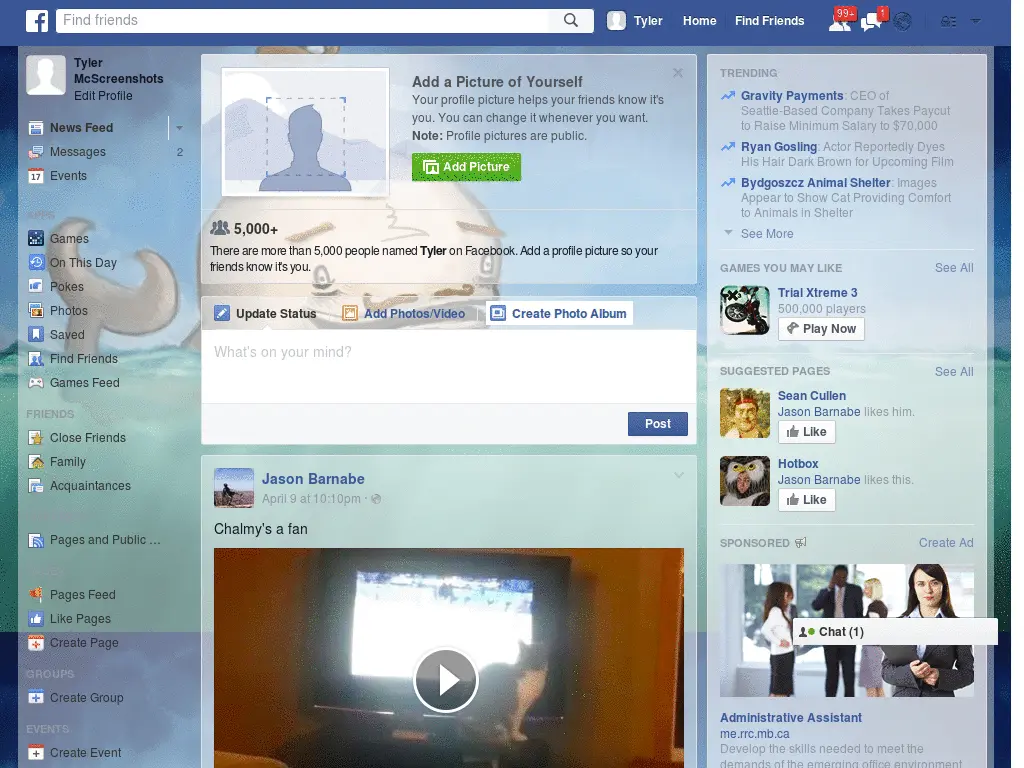 Find friends
Tyler
Home
Find Friends
99+
1
Tyler
McScreenshots
Edit Profile
News Feed
Messages
2
17
Events
APPS
Games
On This Day
Pokes
Photos
Saved
Find Friends
Games Feed
FRIENDS
Close Friends
Family
Acquaintances
Pages and Public ...
Pages Feed
Like Pages
Create Page
GROUPS
Create Group
EVENTS
Create Event
Add a Picture of Yourself
Your profile picture helps your friends know it's
you. You can change it whenever you want.
Note: Profile pictures are public.
Add Picture
5,000+
There are more than 5,000 people named Tyler on Facebook. Add a profile picture so your
friends know it's you.
Update Status
Add Photos/Video
Create Photo Album
What's on your mind?
Post
Jason Barnabe
April 9 at 10:10pm ·
Chalmy's a fan
TRENDING
Gravity Payments: CEO of
Seattle-Based Company Takes Paycut
to Raise Minimum Salary to $70,000
Ryan Gosling: Actor Reportedly Dyes
His Hair Dark Brown for Upcoming Film
Bydgoszcz Animal Shelter: Images
Appear to Show Cat Providing Comfort
to Animals in Shelter
See More
GAMES YOU MAY LIKE
See All
Trial Xtreme 3
500,000 players
Play Now
SUGGESTED PAGES
See All
Sean Cullen
Jason Barnabe likes him.
Like
Hotbox
Jason Barnabe likes this.
Like
SPONSORED
Create Ad
Chat (1)
Administrative Assistant
me.rrc.mb.ca
Develop the skills needed to meet the
demands of the emerging office environment